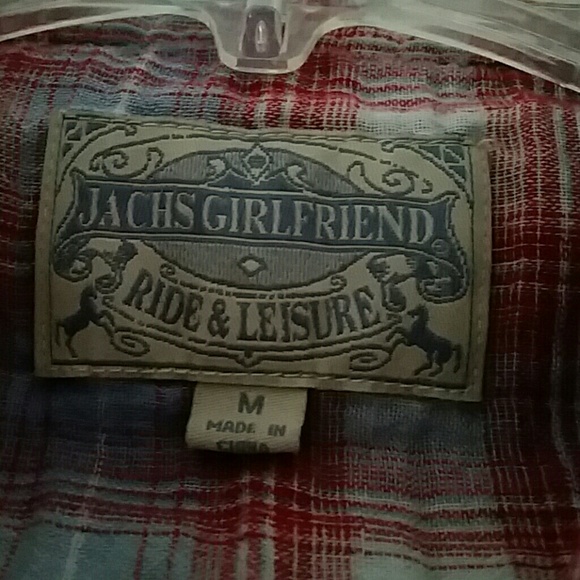 JACHS GIRLFRIEND
RIDE & LEISURE
M
MADE IN
CHINA